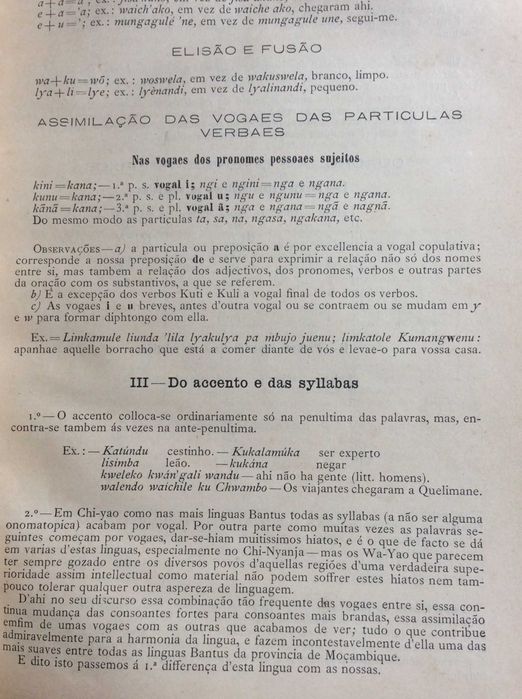 a+a='a'; ex.:
e+a='a; ex.: waich'ako, em vez de waiche ako, chegaram ahi.
e+u='; ex.: mungagulé 'ne, em vez de mungagule une, segui-me.
ELISÃO E FUSÃO
wa+ku=wō; ex.: woswela, em vez de wakuswela, branco, limpo.
lya+li=lye; ex.: lyénandi, em vez de lyalinandi, pequeno.
ASSIMILAÇÃO DAS VOGAES DAS PARTICULAS
VERBAES
Nas vogaes dos pronomes pessoaes sujeitos
kini=kana;—1.ª p. s. vogal i; ngi e ngini=nga e ngana.
kunu=kana;—2.ª p. s. e pl. vogal u; ngu e ngunu=nga e ngana.
kānā=kana;—3.ª p. s. e pl. vogal ā; nga e ngana=ngā e nagnā.
Do mesmo modo as particulas ta, sa, na, ngasa, ngakana, etc.
OBSERVAÇÕES—a) a particula ou preposição a é por excellencia a vogal copulativa;
corresponde a nossa preposição de e serve para exprimir a relação não só dos nomes
entre si, mas tambem a relação dos adjectivos, dos pronomes, verbos e outras partes
da oração com os substantivos, a que se referem.
b) E a excepção dos verbos Kuti e Kuli a vogal final de todos os verbos.
c) As vogaes i e u breves, antes d'outra vogal ou se contraem ou se mudam em y
e w para formar diphtongo com ella.
Ex.=Limkamule liunda 'lila lyakulya pa mbujo juenu; limkatole Kumangwenu:
apanhae aquelle borracho que está a comer diante de vós e levae-o para vossa casa.
III—Do accento e das syllabas
1.º—O accento colloca-se ordinariamente só na penultima das palavras, mas, en-
contra-se tambem ás vezes na ante-penultima.
Ex.:—Katúndu cestinho.—Kukalamúka ser experto
lisimba leão.—kukána negar
kweleko kwán'gali wandu—ahi não ha gente (litt. homens).
walendo waichile ku Chwambo—Os viajantes chegaram a Quelimane.
2.º—Em Chi-yao como nas mais linguas Bantus todas as syllabas (a não ser alguma
onomatopica) acabam por vogal. Por outra parte como muitas vezes as palavras se-
guintes começam por vogaes, dar-se-hiam muitissimos hiatos, e é o que de facto se dá
em varias d'estas linguas, especialmente no Chi-Nyanja—mas os Wa-Yao que parecem
ter sempre gozado entre os diversos povos d'aquellas regiões d'uma verdadeira supe-
rioridade assim intellectual como material não podem soffrer estes hiatos nem tam-
pouco tolerar qualquer outra aspereza de linguagem.
D'ahi no seu discurso essa combinação tão frequente das vogaes entre si, essa con-
tinua mudança das consoantes fortes para consoantes mais brandas, essa assimilação
emfim de umas vogaes com as outras que acabamos de ver; tudo o que contribue
admiravelmente para a harmonia da lingua, e fazem incontestavelmente d'ella uma das
mais suaves entre todas as linguas Bantus da provincia de Moçambique.
E dito isto passemos á 1.ª differença d'esta lingua com as nossas.